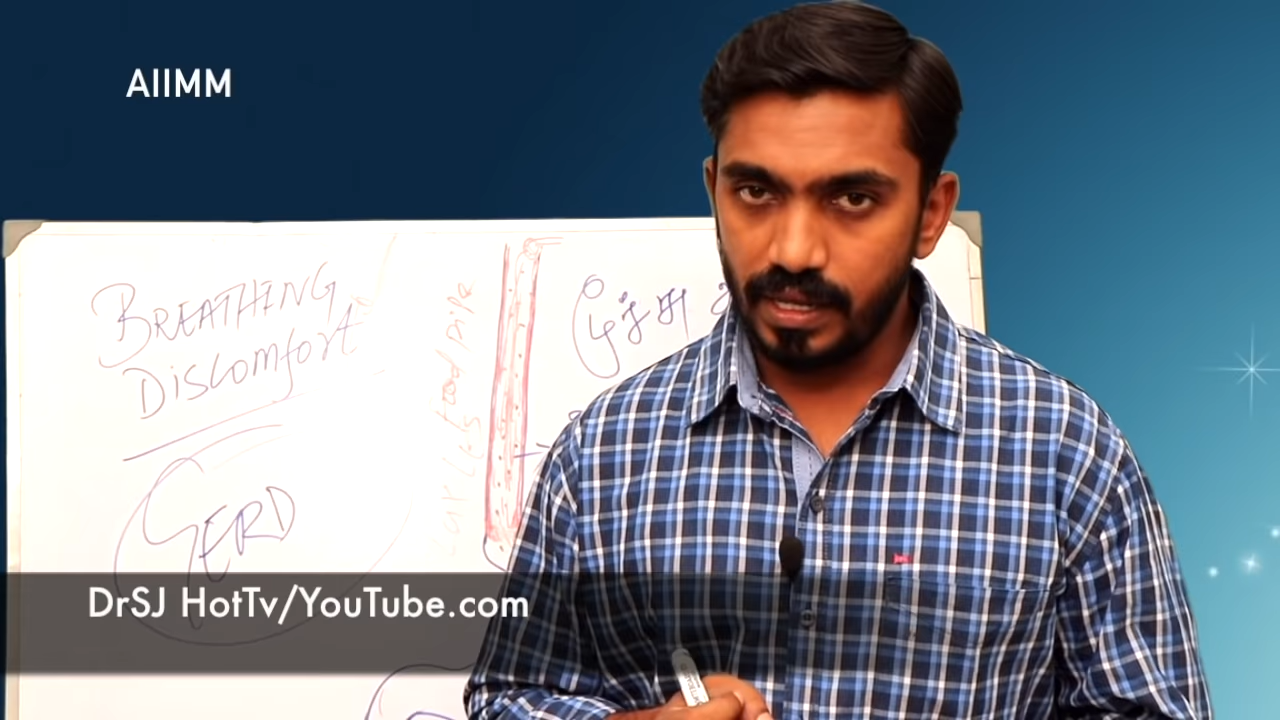 AIIMM
BREATHING
DISCOMfort
food pipe
GERD
DrSJ HotTv/YouTube.com